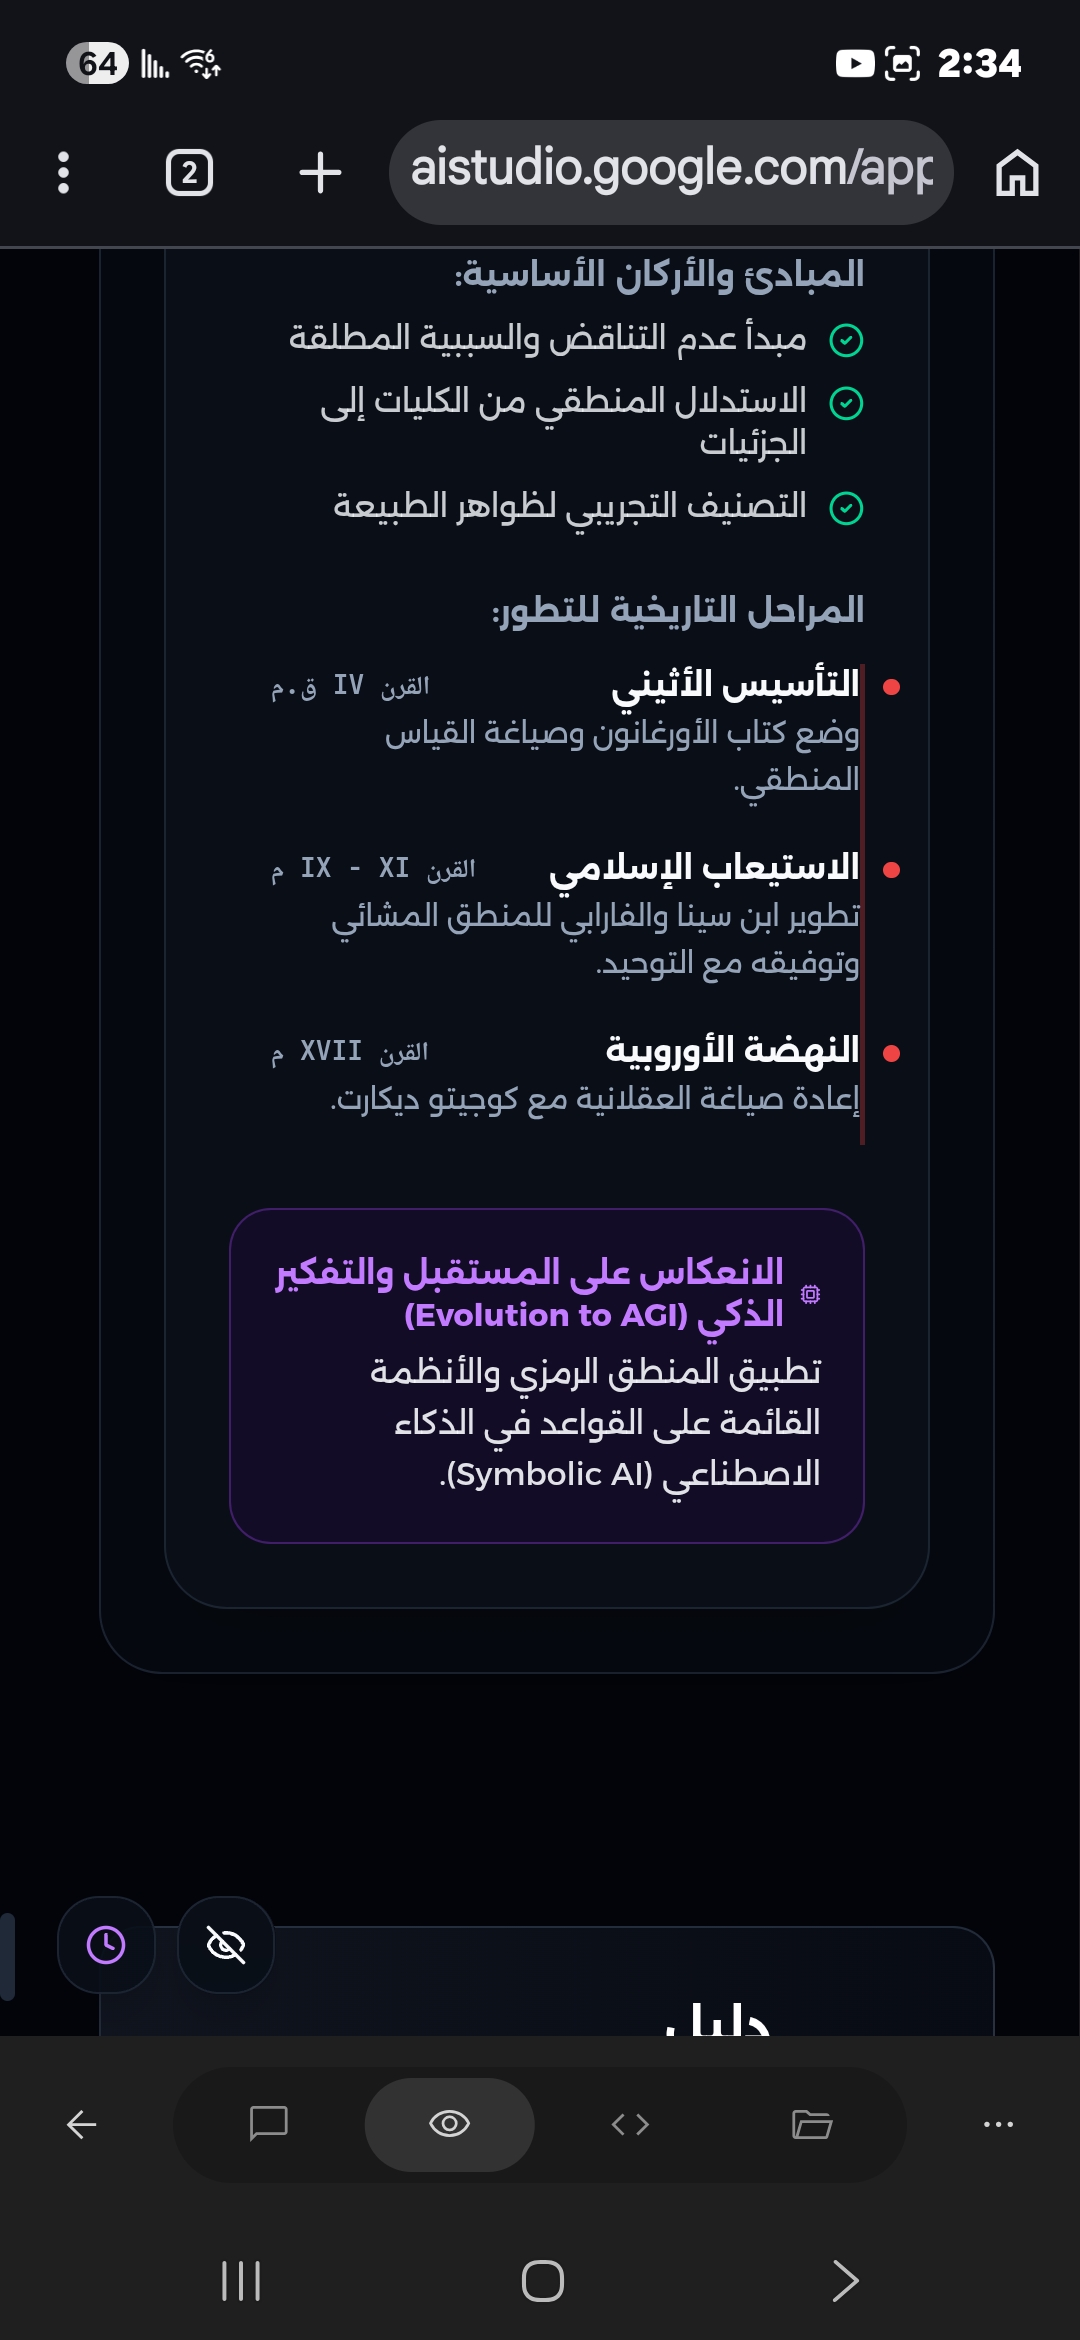 64
2:34
2
aistudio.google.com/app
المبادئ والأركان الأساسية:
مبدأ عدم التناقض والسببية المطلقة
الاستدلال المنطقي من الكليات إلى
الجزئيات
التصنيف التجريبي لظواهر الطبيعة
المراحل التاريخية للتطور:
التأسيس الأثيني القرن IV ق.م
وضع كتاب الأورغانون وصياغة القياس
المنطقي.
الاستيعاب الإسلامي القرن IX - XI م
تطوير ابن سينا والفارابي للمنطق المشائي
وتوفيقه مع التوحيد.
النهضة الأوروبية القرن XVII م
إعادة صياغة العقلانية مع كوجيتو ديكارت.
الانعكاس على المستقبل والتفكير
الذكي (Evolution to AGI)
تطبيق المنطق الرمزي والأنظمة
القائمة على القواعد في الذكاء
الاصطناعي (Symbolic AI).
دليل